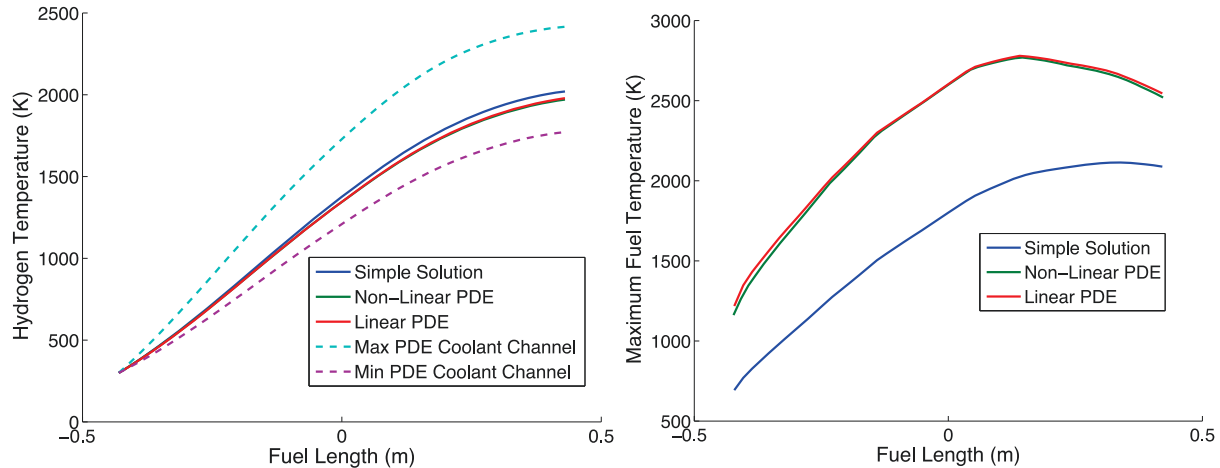 2500
2000
1500
1000
500
0
−0.5
0
0.5
Hydrogen Temperature (K)
Fuel Length (m)
Simple Solution
Non−Linear PDE
Linear PDE
Max PDE Coolant Channel
Min PDE Coolant Channel
3000
2500
2000
1500
1000
500
−0.5
0
0.5
Maximum Fuel Temperature (K)
Fuel Length (m)
Simple Solution
Non−Linear PDE
Linear PDE